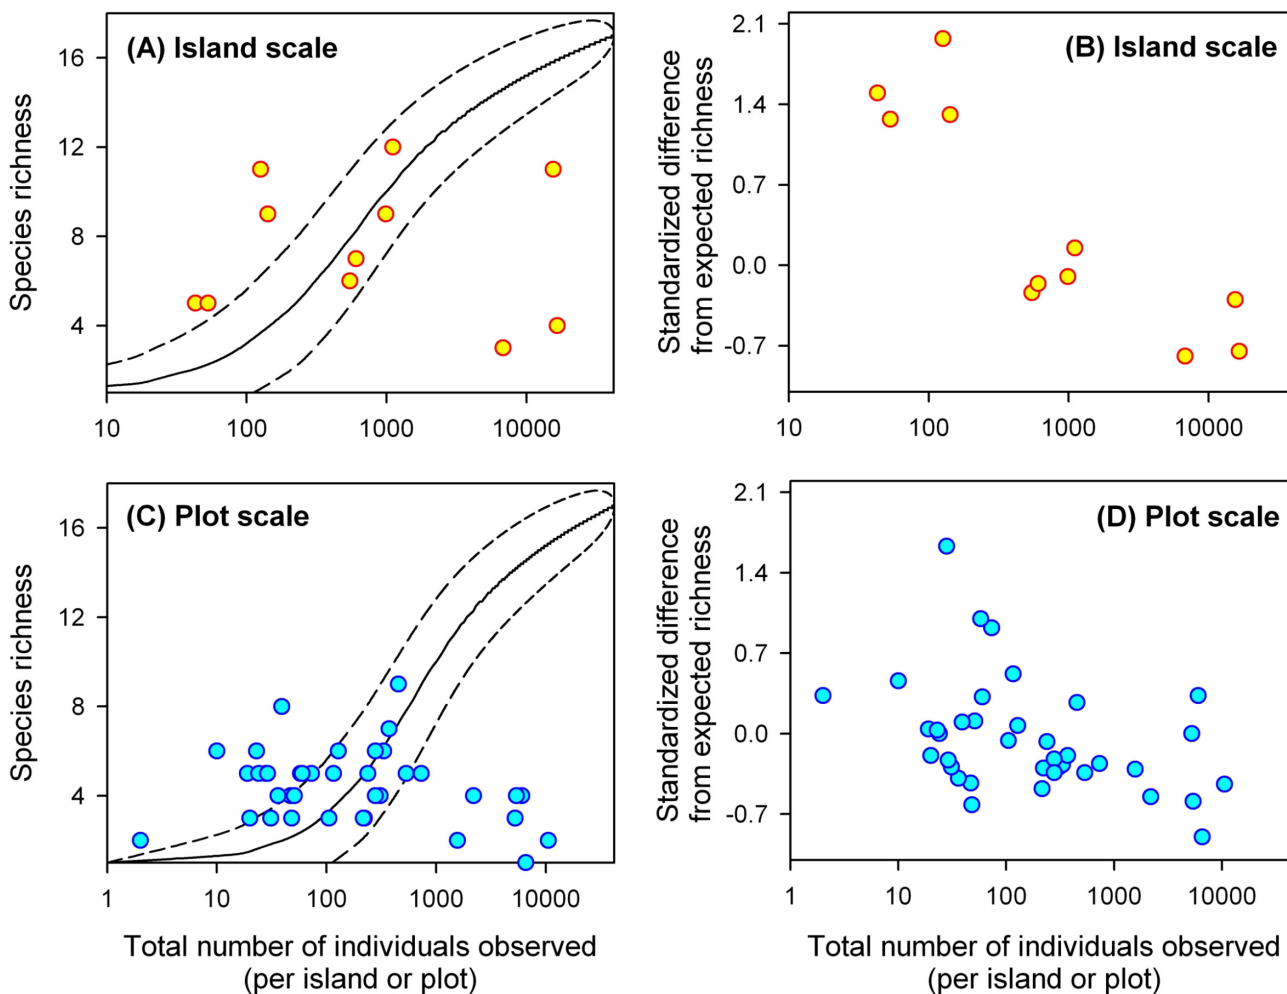 (A) Island scale
Species richness
16
12
8
4
10
100
1000
10000
(B) Island scale
Standardized difference
from expected richness
2.1
1.4
0.7
0.0
-0.7
10
100
1000
10000
(C) Plot scale
Species richness
16
12
8
4
1
10
100
1000
10000
Total number of individuals observed
(per island or plot)
(D) Plot scale
Standardized difference
from expected richness
2.1
1.4
0.7
0.0
-0.7
1
10
100
1000
10000
Total number of individuals observed
(per island or plot)